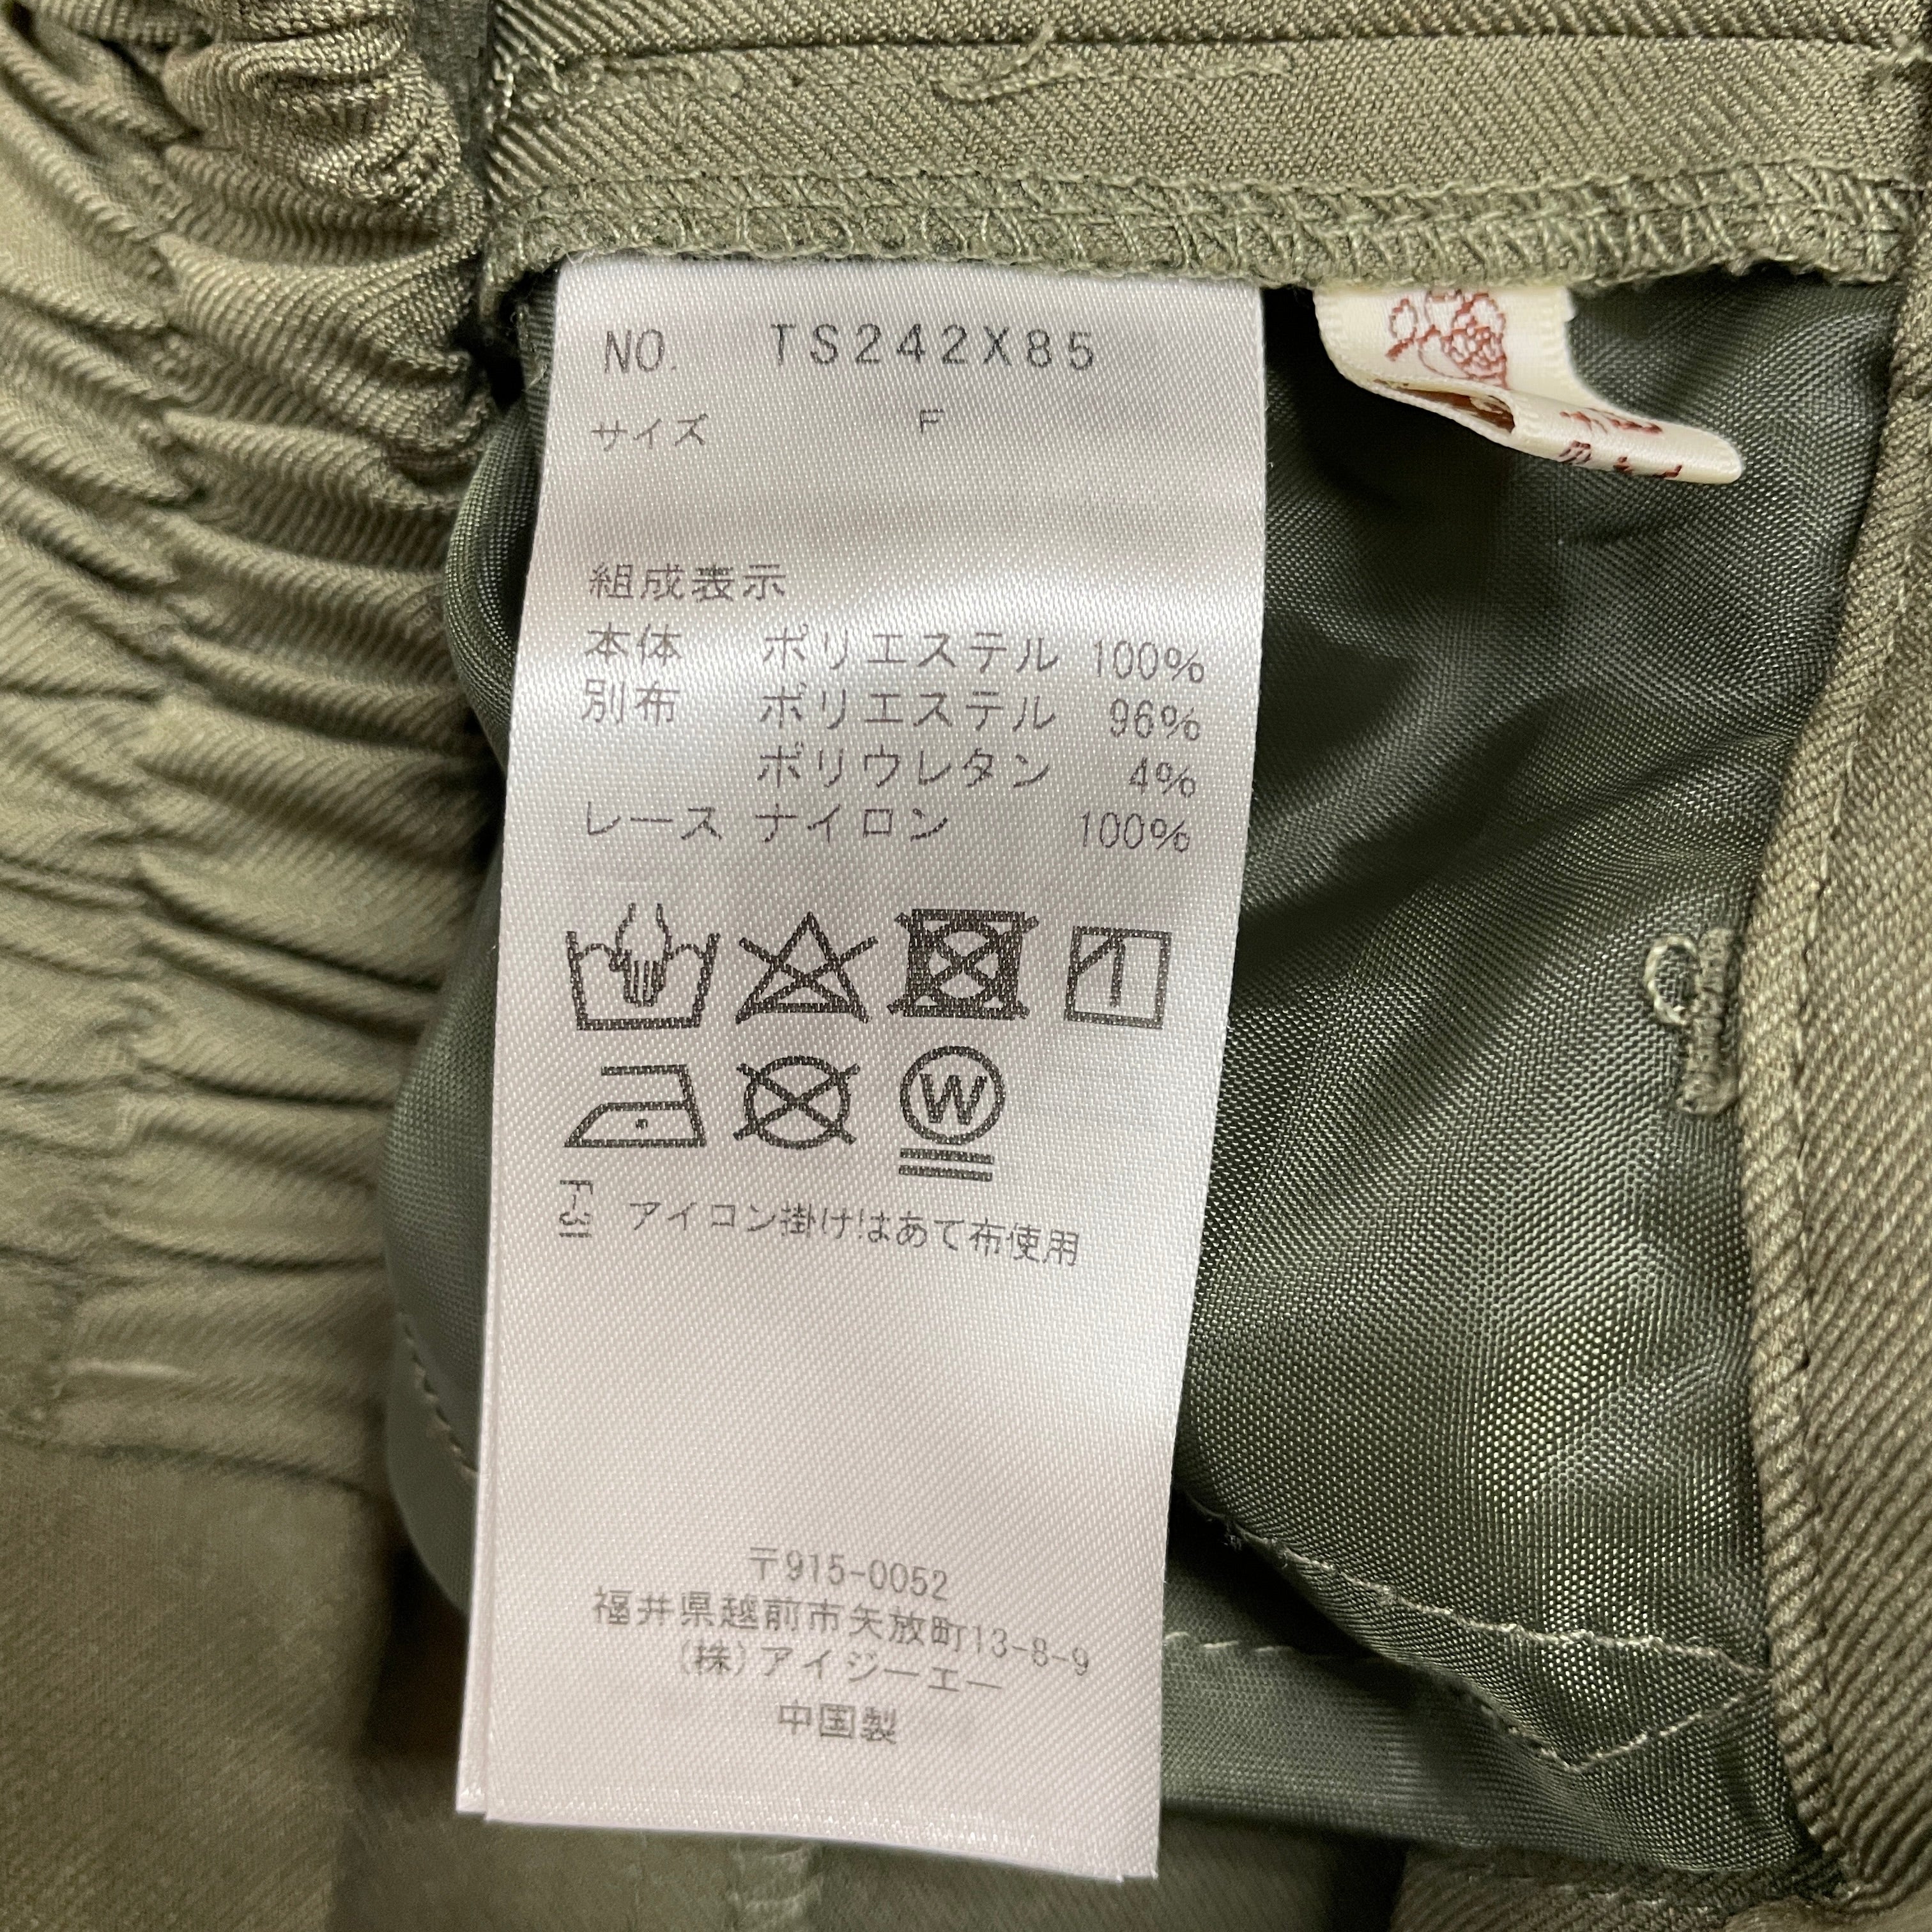 NO. TS242X85
サイズ F
組成表示
本体 ポリエステル 100%
別布 ポリエステル 96%
ポリウレタン 4%
レース ナイロン 100%
W
F-31 アイロン掛けはあて布使用
〒915-0052
福井県越前市矢放町13-8-9
(株)アイジーエー
中国製